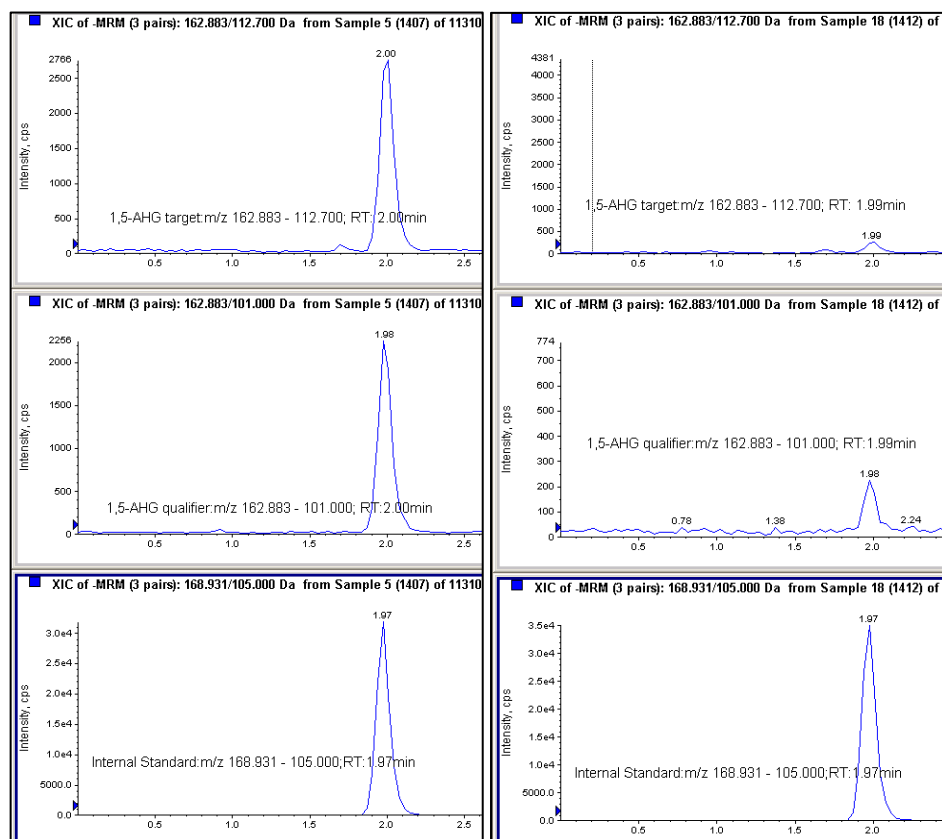 XIC of -MRM (3 pairs): 162.883/112.700 Da from Sample 5 (1407) of 11310
2766
2500
2000
1500
1000
500
0
Intensity, cps
2.00
1,5-AHG target:m/z 162.883 - 112.700; RT: 2.00min
0.5 1.0 1.5 2.0 2.5
XIC of -MRM (3 pairs): 162.883/101.000 Da from Sample 5 (1407) of 11310
2256
2000
1500
1000
500
0
Intensity, cps
1.98
1,5-AHG qualifier:m/z 162.883 - 101.000; RT:2.00min
0.5 1.0 1.5 2.0 2.5
XIC of -MRM (3 pairs): 168.931/105.000 Da from Sample 5 (1407) of 11310
3.0e4
2.5e4
2.0e4
1.5e4
1.0e4
5000.0
0.0
Intensity, cps
1.97
Internal Standard:m/z 168.931 - 105.000;RT:1.97min
0.5 1.0 1.5 2.0 2.5
XIC of -MRM (3 pairs): 162.883/112.700 Da from Sample 18 (1412) of
4381
4000
3500
3000
2500
2000
1500
1000
500
0
Intensity, cps
1,5-AHG target:m/z 162.883 - 112.700; RT: 1.99min
1.99
0.5 1.0 1.5 2.0
XIC of -MRM (3 pairs): 162.883/101.000 Da from Sample 18 (1412) of
774
700
600
500
400
300
200
100
0
Intensity, cps
1,5-AHG qualifier:m/z 162.883 - 101.000; RT:1.99min
0.78 1.38 1.98 2.24
0.5 1.0 1.5 2.0
XIC of -MRM (3 pairs): 168.931/105.000 Da from Sample 18 (1412) of
3.5e4
3.0e4
2.5e4
2.0e4
1.5e4
1.0e4
5000.0
0.0
Intensity, cps
1.97
Internal Standard:m/z 168.931 - 105.000;RT:1.97min
0.5 1.0 1.5 2.0